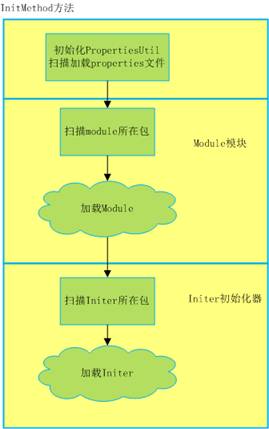 InitMethod方法
初始化PropertiesUtil
扫描加载properties文件
扫描module所在包
Module模块
加载Module
扫描Initer所在包
Initer初始化器
加载Initer